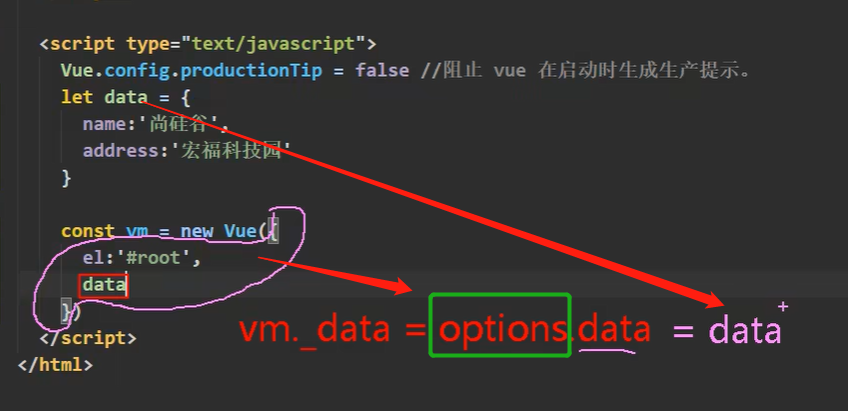 <script type="text/javascript">
Vue.config.productionTip = false //阻止 vue 在启动时生成生产提示。
let data = {
name:'尚硅谷',
address:'宏福科技园'
}
const vm = new Vue({
el:'#root',
data
})
vm._data = options.data = data
</script>
</html>